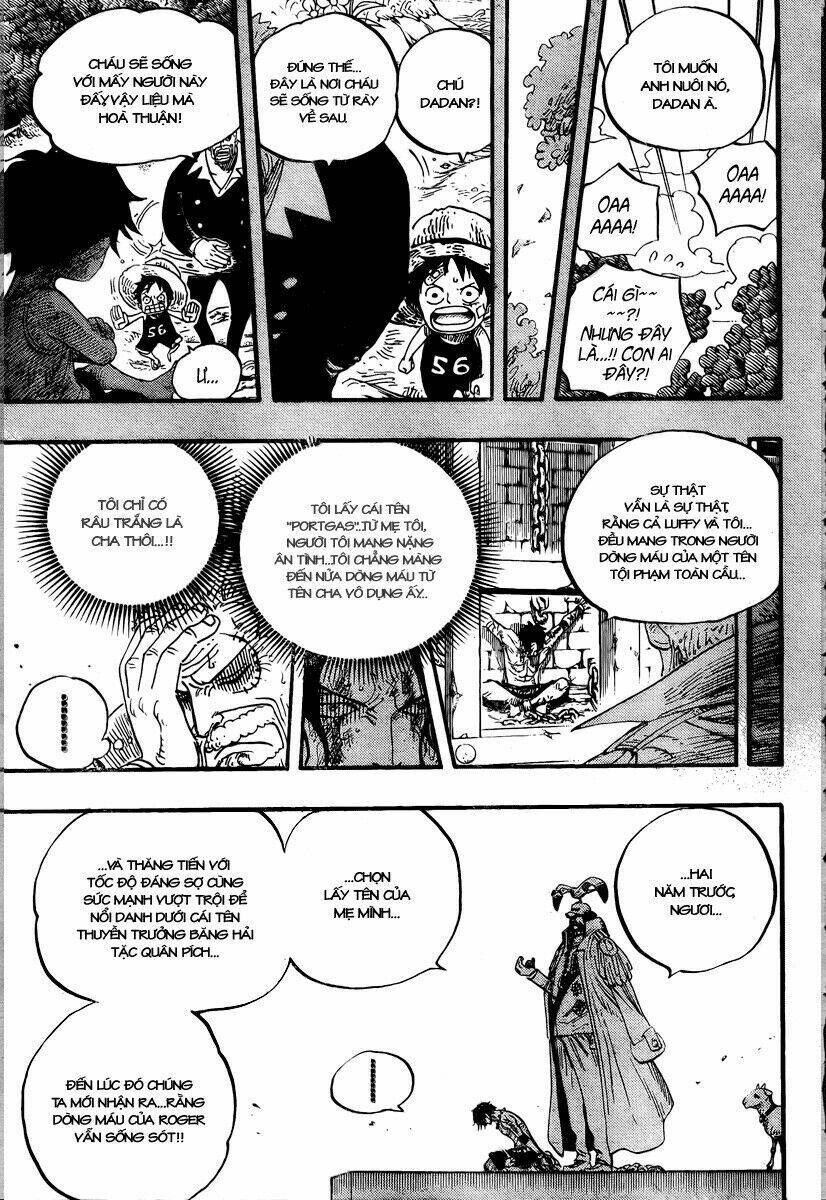 TÔI MUỐN
ANH NUÔI NÓ,
DADAN À.
OAA
AAAA!
OAA
AAAA!
CÁI GÌ~~
~~?!
NHƯNG ĐÂY
LÀ...!! CON AI
ĐÂY?!
CHÚ
DADAN?!
ĐÚNG THẾ...
ĐÂY LÀ NƠI CHÁU
SẼ SỐNG TỪ RÀY
VỀ SAU.
56
CHÁU SẼ SỐNG
VỚI MẤY NGƯỜI NÀY
ĐẤY, VẬY LIỆU MÀ
HOÀ THUẬN!
56
Ư...
SỰ THẬT
VẪN LÀ SỰ THẬT,
RẰNG CẢ LUFFY VÀ TÔI...
ĐỀU MANG TRONG NGƯỜI
DÒNG MÁU CỦA MỘT TÊN
TỘI PHẠM TOÀN CẦU...
TÔI LẤY CÁI TÊN
"PORTGAS"..TỪ MẸ TÔI,
NGƯỜI TÔI MANG NẶNG
ÂN TÌNH...TÔI CHẲNG MÀNG
ĐẾN NỬA DÒNG MÁU TỪ
TÊN CHA VÔ DỤNG ẤY...
TÔI CHỈ CÓ
RÂU TRẮNG LÀ
CHA THÔI...!!
...HAI
NĂM TRƯỚC,
NGƯƠI...
...CHỌN
LẤY TÊN CỦA
MẸ MÌNH...
...VÀ THĂNG TIẾN VỚI
TỐC ĐỘ ĐÁNG SỢ CÙNG
SỨC MẠNH VƯỢT TRỘI ĐỂ
NỔI DANH DƯỚI CÁI TÊN
THUYỀN TRƯỞNG BĂNG HẢI
TẶC QUÂN PÍCH...
ĐẾN LÚC ĐÓ CHÚNG
TA MỚI NHẬN RA...RẰNG
DÒNG MÁU CỦA ROGER
VẪN SỐNG SÓT!!